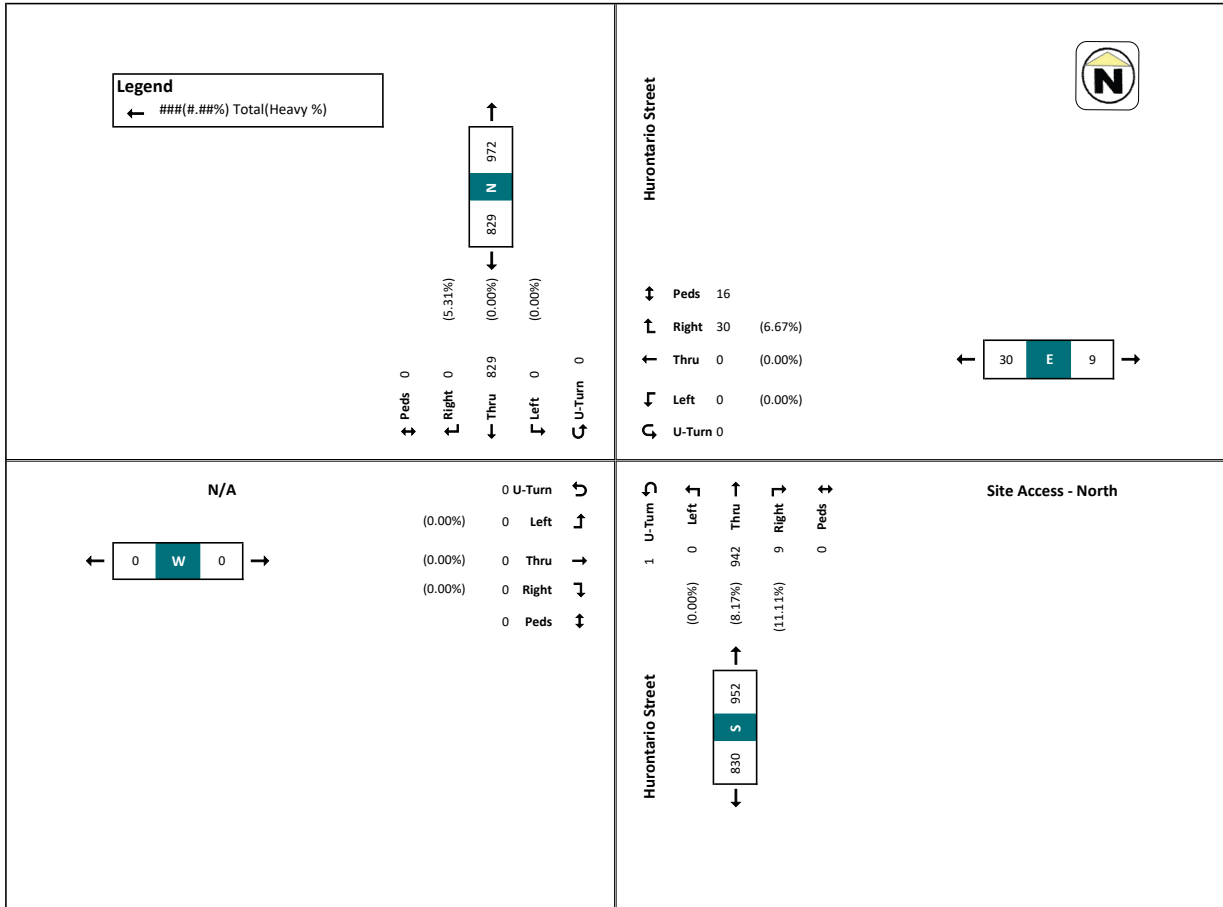 Legend
← ###(#.##%) Total(Heavy %)
972
N
829
(5.31%)
(0.00%)
(0.00%)
Peds 0
Right 0
Thru 829
Left 0
U-Turn 0
Hurontario Street
N
Peds 16
Right 30 (6.67%)
Thru 0 (0.00%)
Left 0 (0.00%)
U-Turn 0
30 E 9
N/A
0 W 0
0 U-Turn
(0.00%) 0 Left
(0.00%) 0 Thru
(0.00%) 0 Right
0 Peds
1 U-Turn
(0.00%) 0 Left
(8.17%) 942 Thru
(11.11%) 9 Right
0 Peds
Site Access - North
Hurontario Street
952
S
830